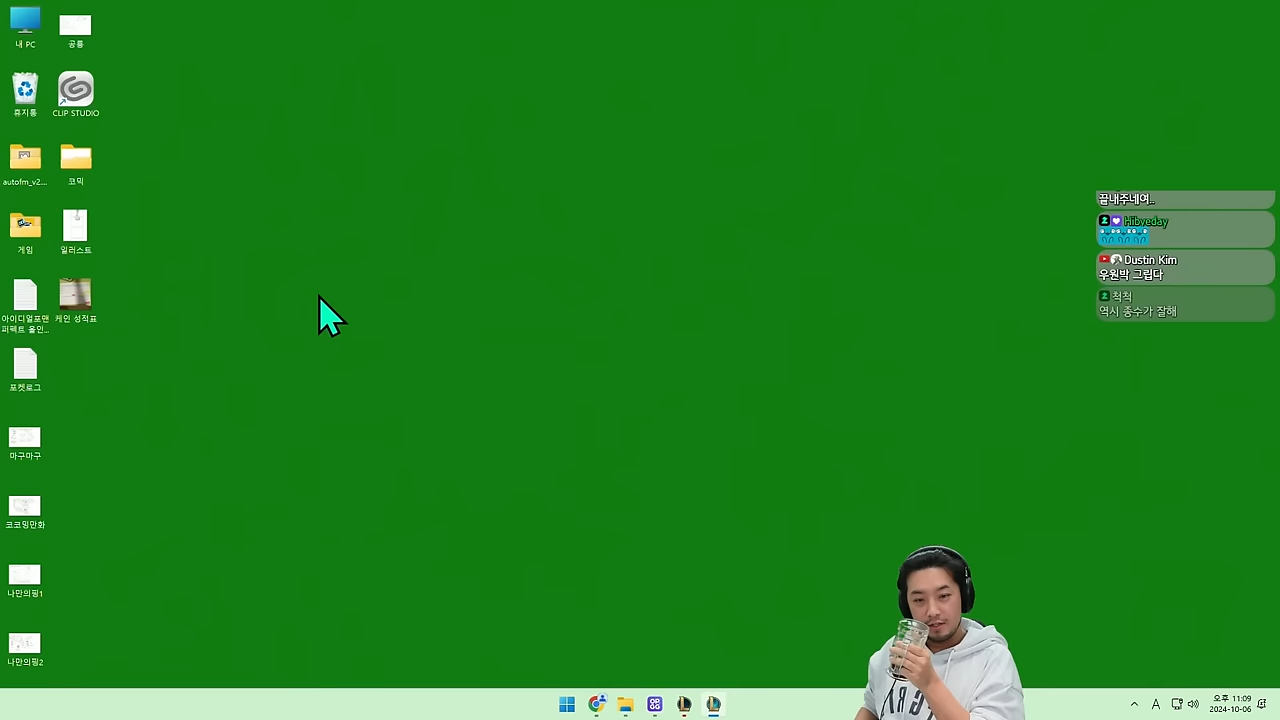 내 PC
공룡
휴지통
CLIP STUDIO
autofm_v2...
코믹
게임
일러스트
아이디얼포맨
퍼펙트 올인...
케인 성적표
포켓로그
마구마구
코코밍만화
나만의핑1
나만의핑2
끝내주네여..
Hibyeday
Dustin Kim
우원박 그립다
척척
역시 종수가 잘해
A
오후 11:09
2024-10-06